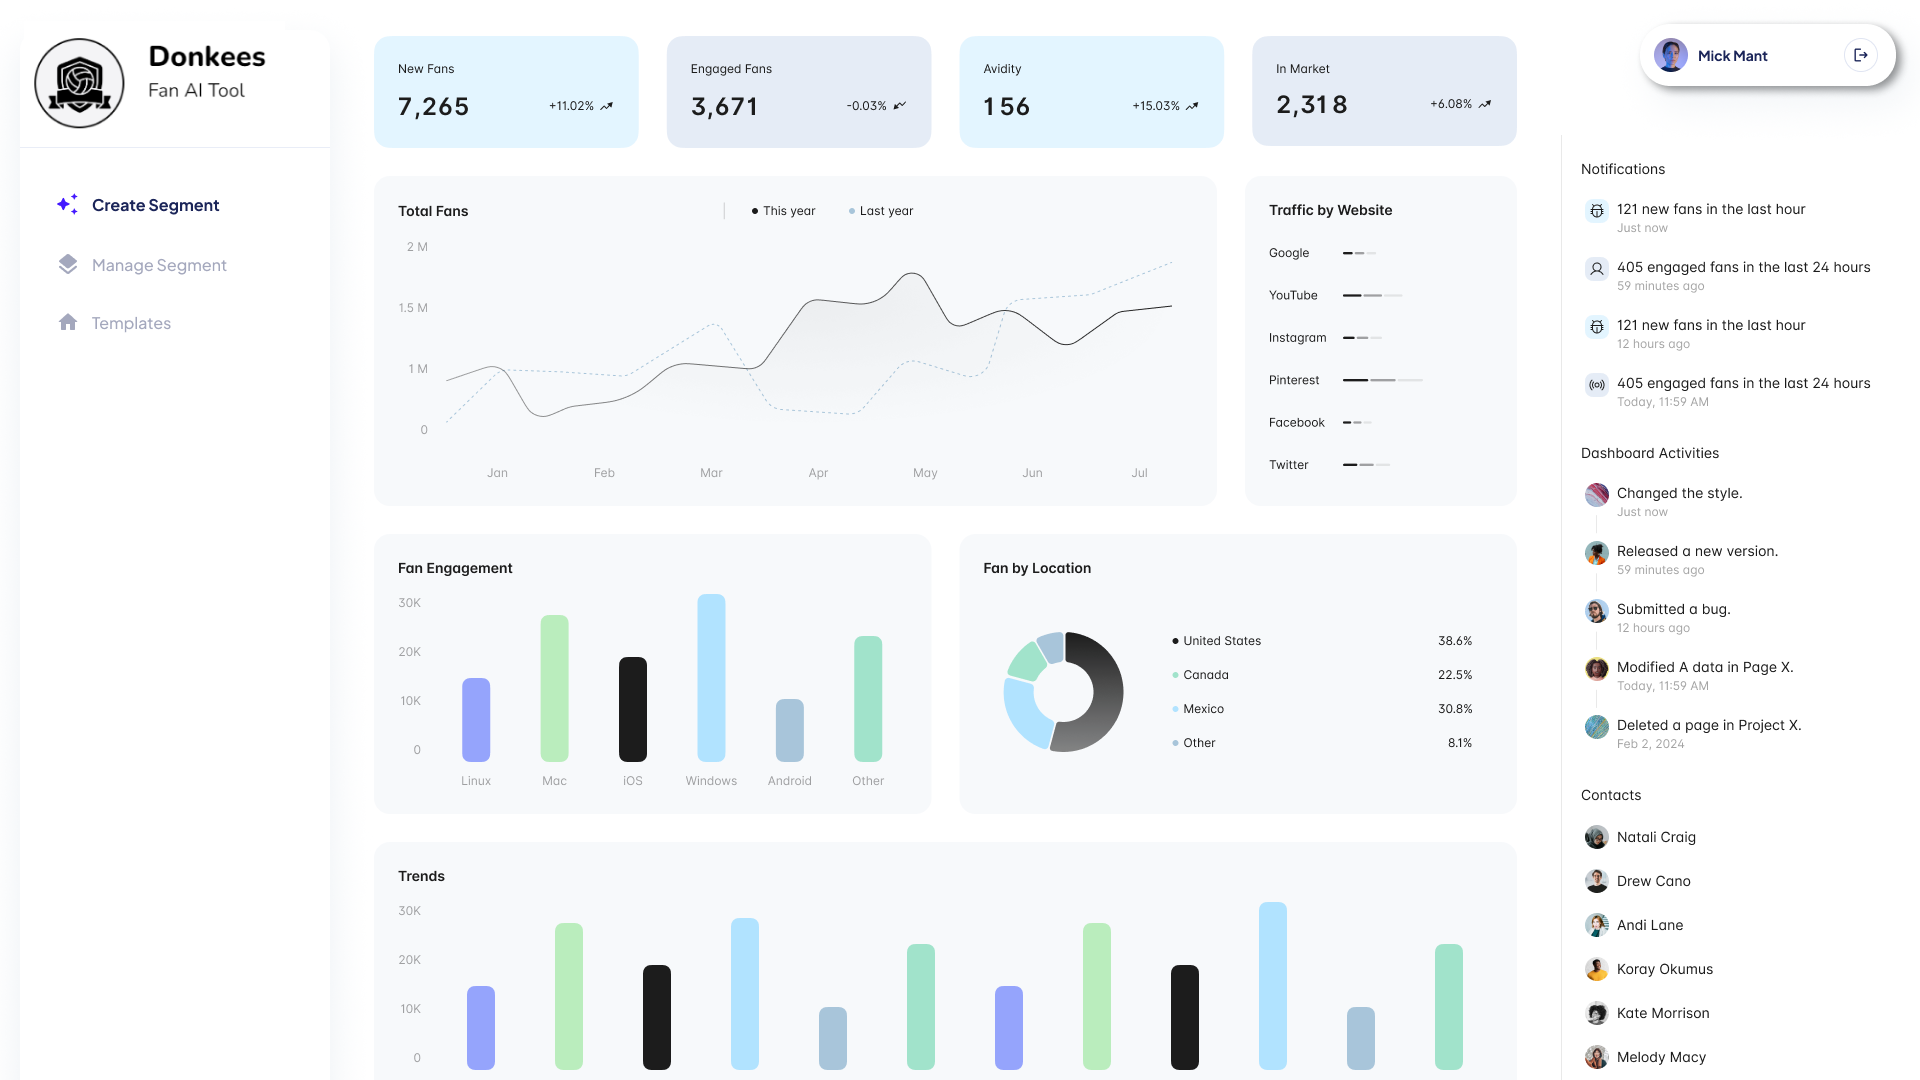 Donkees
Fan AI Tool
Create Segment
Manage Segment
Templates
New Fans
7,265
+11.02%
Engaged Fans
3,671
-0.03%
Avidity
156
+15.03%
In Market
2,318
+6.08%
Mick Mant
Total Fans
This year
Last year
2 M
1.5 M
1 M
0
Jan
Feb
Mar
Apr
May
Jun
Jul
Traffic by Website
Google
YouTube
Instagram
Pinterest
Facebook
Twitter
Fan Engagement
30K
20K
10K
0
Linux
Mac
iOS
Windows
Android
Other
Fan by Location
United States 38.6%
Canada 22.5%
Mexico 30.8%
Other 8.1%
Trends
30K
20K
10K
0
Notifications
121 new fans in the last hour
Just now
405 engaged fans in the last 24 hours
59 minutes ago
121 new fans in the last hour
12 hours ago
405 engaged fans in the last 24 hours
Today, 11:59 AM
Dashboard Activities
Changed the style.
Just now
Released a new version.
59 minutes ago
Submitted a bug.
12 hours ago
Modified A data in Page X.
Today, 11:59 AM
Deleted a page in Project X.
Feb 2, 2024
Contacts
Natali Craig
Drew Cano
Andi Lane
Koray Okumus
Kate Morrison
Melody Macy